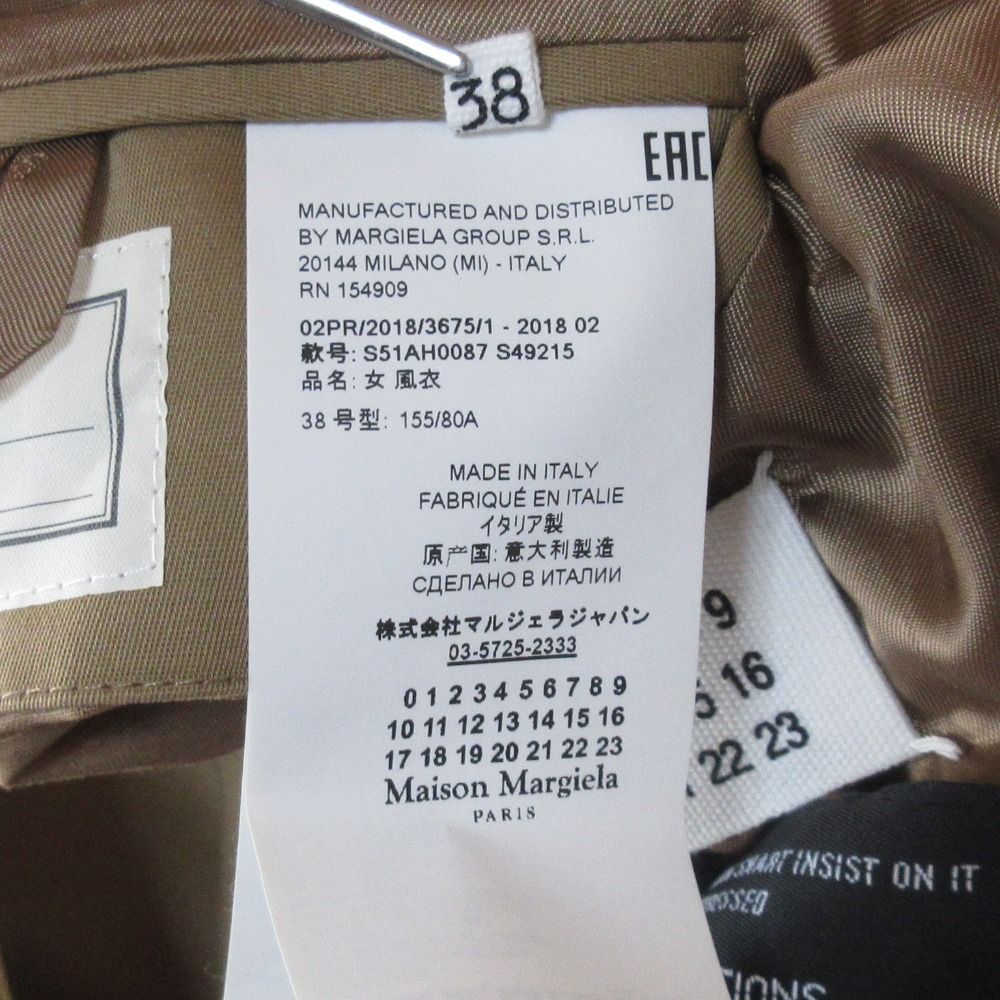 38
EAC
MANUFACTURED AND DISTRIBUTED
BY MARGIELA GROUP S.R.L.
20144 MILANO (MI) - ITALY
RN 154909
02PR/2018/3675/1 - 2018 02
款号: S51AH0087 S49215
品名: 女 風衣
38 号型: 155/80A
MADE IN ITALY
FABRIQUÉ EN ITALIE
イタリア製
原产国: 意大利製造
СДЕЛАНО В ИТАЛИИ
株式会社マルジェラジャパン
03-5725-2333
0 1 2 3 4 5 6 7 8 9
10 11 12 13 14 15 16
17 18 19 20 21 22 23
Maison Margiela
PARIS
9
16
22 23
INSIST ON IT